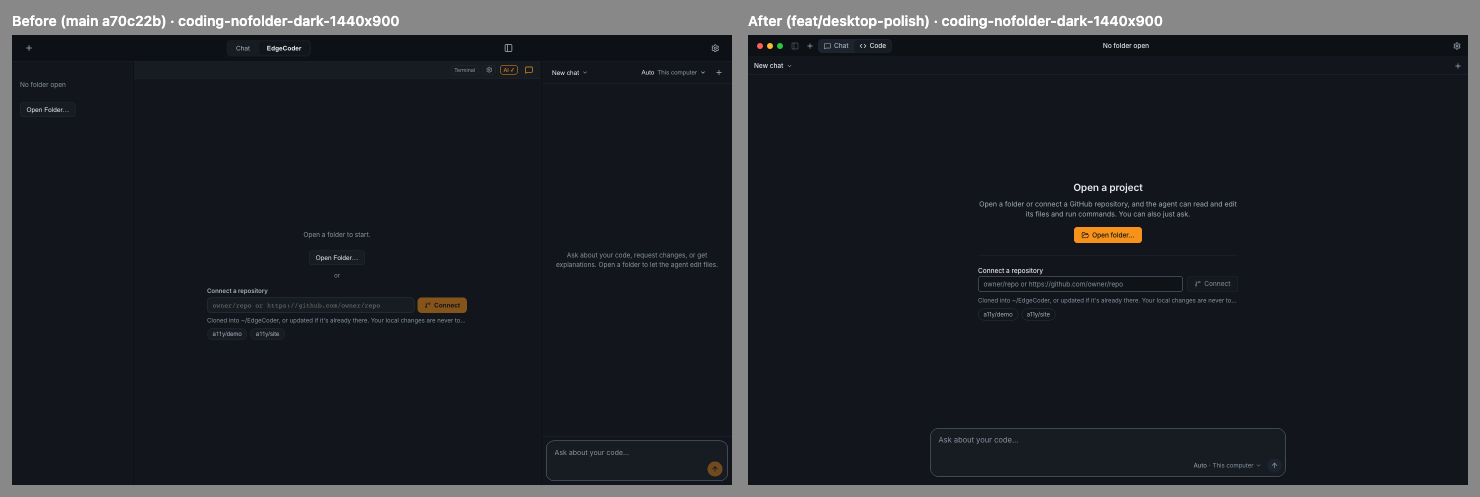 Before (main a70c22b) · coding-nofolder-dark-1440x900
Chat EdgeCoder
No folder open
Open Folder...
Terminal
AI ✓
New chat
Auto This computer
Open a folder to start.
Open Folder...
or
Connect a repository
owner/repo or https://github.com/owner/repo
Connect
Cloned into ~/EdgeCoder, or updated if it's already there. Your local changes are never to...
a11y/demo a11y/site
Ask about your code, request changes, or get
explanations. Open a folder to let the agent edit files.
Ask about your code...
After (feat/desktop-polish) · coding-nofolder-dark-1440x900
Chat Code
No folder open
New chat
Open a project
Open a folder or connect a GitHub repository, and the agent can read and edit
its files and run commands. You can also just ask.
Open folder...
Connect a repository
owner/repo or https://github.com/owner/repo
Connect
Cloned into ~/EdgeCoder, or updated if it's already there. Your local changes are never to...
a11y/demo a11y/site
Ask about your code...
Auto · This computer